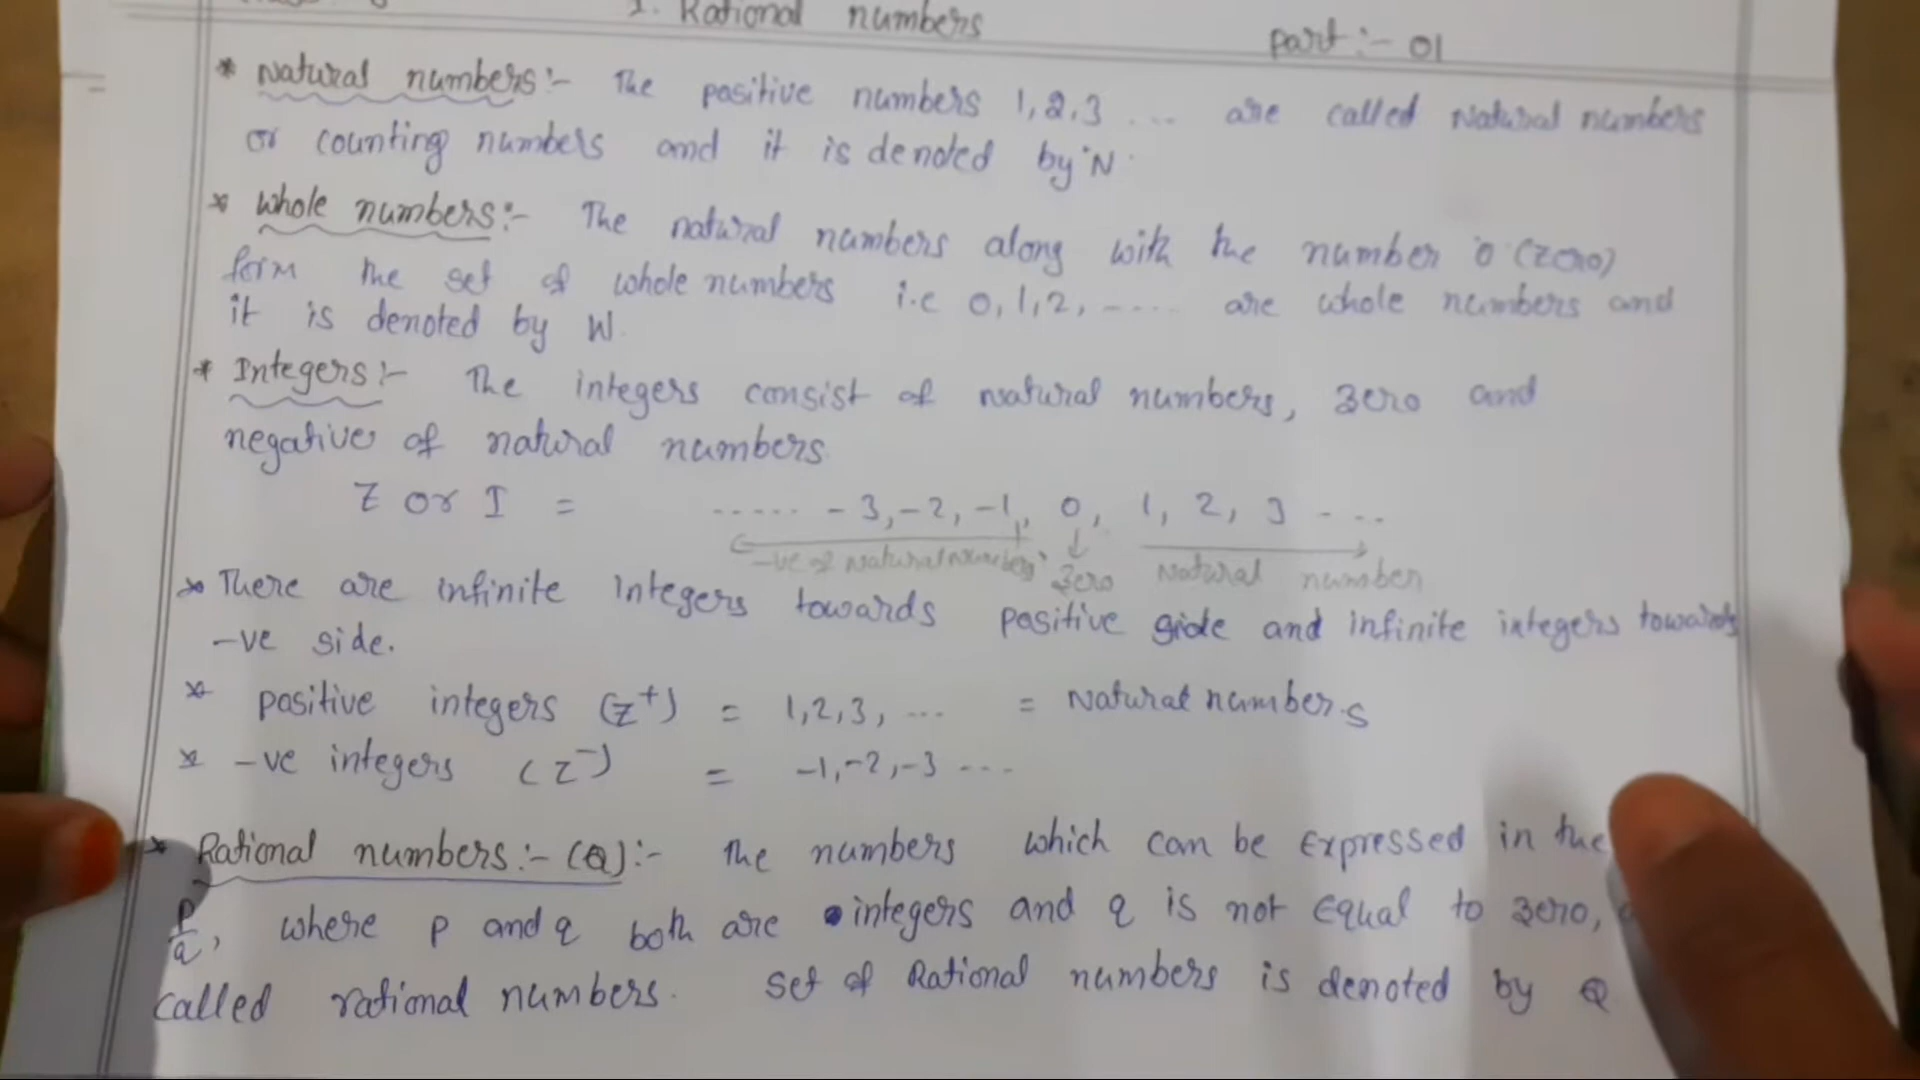 1. Rational numbers
part:- 01
* Natural numbers:- The positive numbers 1,2,3 .... are called Natural numbers
or counting numbers and it is denoted by 'N'
* Whole numbers:- The natural numbers along with the number 0 (zero)
form the set of whole numbers i.e 0,1,2, ----- are whole numbers and
it is denoted by W.
* Integers:- The integers consist of natural numbers, zero and
negative of natural numbers.
Z or I = ...... -3,-2,-1, 0, 1, 2, 3 - ...
-ve of natural numbers zero Natural number
* There are infinite integers towards positive side and infinite integers towards
-ve side.
* positive integers (z+) = 1,2,3, ... = Natural numbers
* -ve integers (z-) = -1,-2,-3 ---
* Rational numbers:- (Q):- The numbers which can be Expressed in the
p/q, where p and q both are integers and q is not Equal to zero,
called rational numbers. Set of Rational numbers is denoted by Q